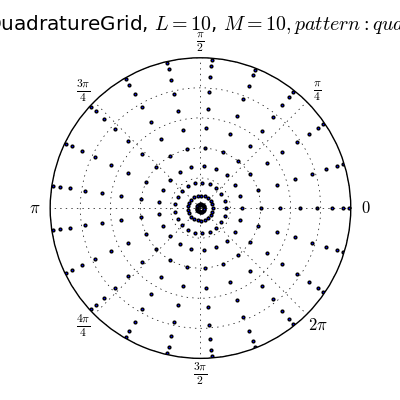 uadratureGrid, L = 10, M = 10, pattern : qua
π/2
3π/4
π/4
π
0
4π/4
2π
3π/2